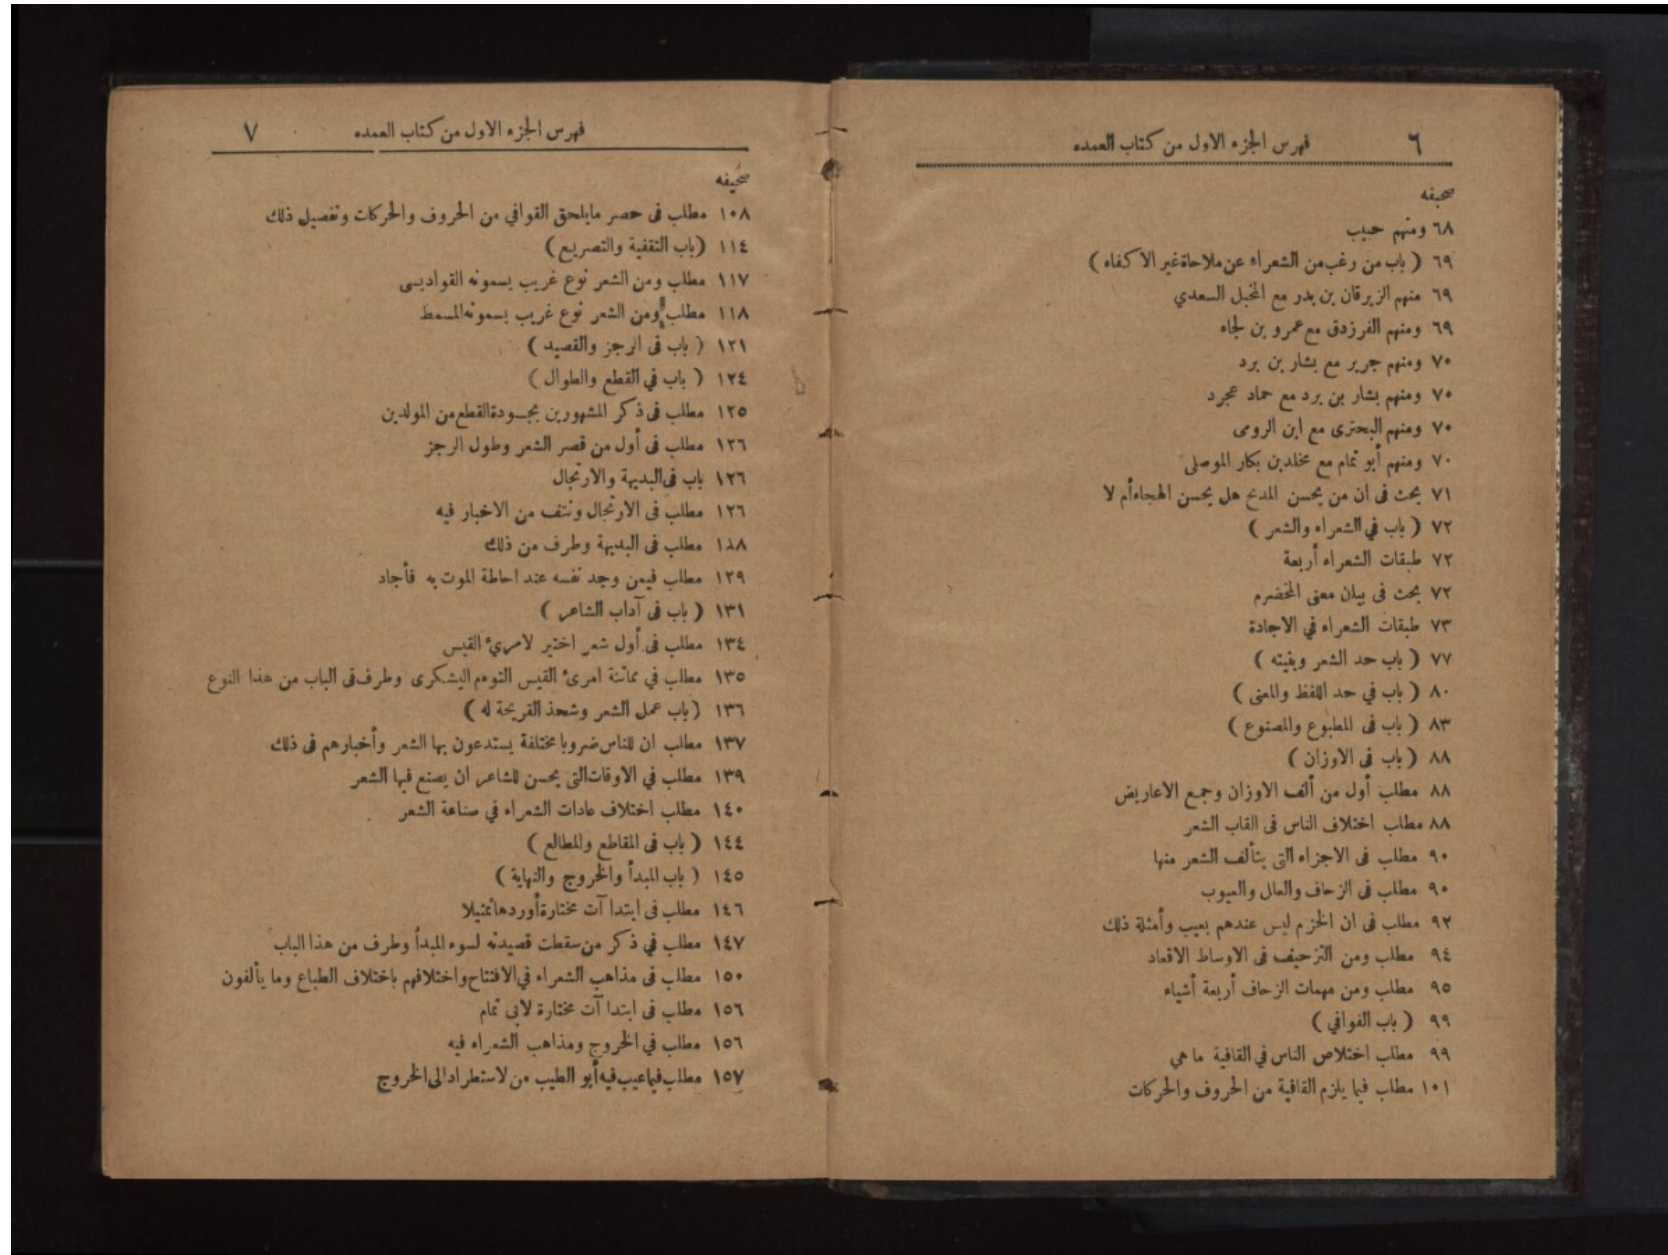 ٦ فهرس الجزء الاول من كتاب العمده
صحيفه
٦٨ ومنهم حبيب
٦٩ ( باب من رغب من الشعراء عن ملاحاة غير الاكفاء )
٦٩ منهم الزبرقان بن بدر مع المخبل السعدي
٦٩ ومنهم الفرزدق مع عمرو بن لجاء
٧٠ ومنهم جرير مع بشار بن برد
٧٠ ومنهم بشار بن برد مع حماد عجرد
٧٠ ومنهم البحترى مع ابن الرومى
٧٠ ومنهم أبو تمام مع مخلد بن بكار الموصلى
٧١ بحث فى ان من يحسن المدح هل يحسن الهجاء أم لا
٧٢ ( باب في الشعراء والشعر )
٧٢ طبقات الشعراء أربعة
٧٢ بحث فى بيان معنى المخضرم
٧٣ طبقات الشعراء في الاجادة
٧٧ ( باب حد الشعر وبنيته )
٨٠ ( باب في حد اللفظ والمعنى )
٨٣ ( باب فى المطبوع والمصنوع )
٨٨ ( باب فى الاوزان )
٨٨ مطلب أول من ألف الاوزان وجمع الاعاريض
٨٨ مطلب اختلاف الناس فى القاب الشعر
٩٠ مطلب فى الاجزاء التى يتألف الشعر منها
٩٠ مطلب فى الزحاف والعلل والعيوب
٩٢ مطلب فى ان الخزم ليس عندهم بعيب وأمثلة ذلك
٩٤ مطلب ومن التزحيف فى الاوساط الاقعاد
٩٥ مطلب ومن مهمات الزحاف أربعة أشياء
٩٩ ( باب القوافي )
٩٩ مطلب اختلاص الناس في القافية ما هي
١٠١ مطلب فيما يلزم القافية من الحروف والحركات
فهرس الجزء الاول من كتاب العمده ٧
صحيفه
١٠٨ مطلب فى حصر مايلحق القوافي من الحروف والحركات وتفصيل ذلك
١١٤ (باب التقفية والتصريع)
١١٧ مطلب ومن الشعر نوع غريب يسمونه القواديسى
١١٨ مطلب ومن الشعر نوع غريب يسمونه المسمط
١٢١ ( باب فى الرجز والقصيد )
١٢٤ ( باب في القطع والطوال )
١٢٥ مطلب فى ذكر المشهورين بجودة القطع من المولدين
١٢٦ مطلب فى أول من قصر الشعر وطول الرجز
١٢٦ باب فى البديهة والارتجال
١٢٦ مطلب فى الارتجال ونتف من الاخبار فيه
مطلب فى البديهة وطرف من ذلك
١٢٩ مطلب فيمن وجد نفسه عند احاطة الموت به فأجاد
١٣١ ( باب فى آداب الشاعر )
١٣٤ مطلب فى أول شعر اختير لامريء القيس
١٣٥ مطلب في مماتنة امرئ القيس التوءم اليشكرى وطرف فى الباب من هذا النوع
١٣٦ (باب عمل الشعر وشحذ القريحة له )
١٣٧ مطلب ان للناس ضروبا مختلفة يستدعون بها الشعر وأخبارهم فى ذلك
١٣٩ مطلب في الاوقات التى يحسن للشاعر ان يصنع فيها الشعر
١٤٠ مطلب اختلاف عادات الشعراء في صناعة الشعر
١٤٤ ( باب فى المقاطع والمطالع )
١٤٥ ( باب المبدأ والخروج والنهاية )
١٤٦ مطلب فى ابتدا آت مختارة أوردها تمثيلا
١٤٧ مطلب في ذكر من سقطت قصيدته لسوء المبدأ وطرف من هذا الباب
١٥٠ مطلب فى مذاهب الشعراء في الافتتاح واختلافهم باختلاف الطباع وما يألفون
١٥٦ مطلب فى ابتدا آت مختارة لابى تمام
١٥٦ مطلب في الخروج ومذاهب الشعراء فيه
١٥٧ مطلب فيما عيب فيه أبو الطيب من لاستطراد الى الخروج